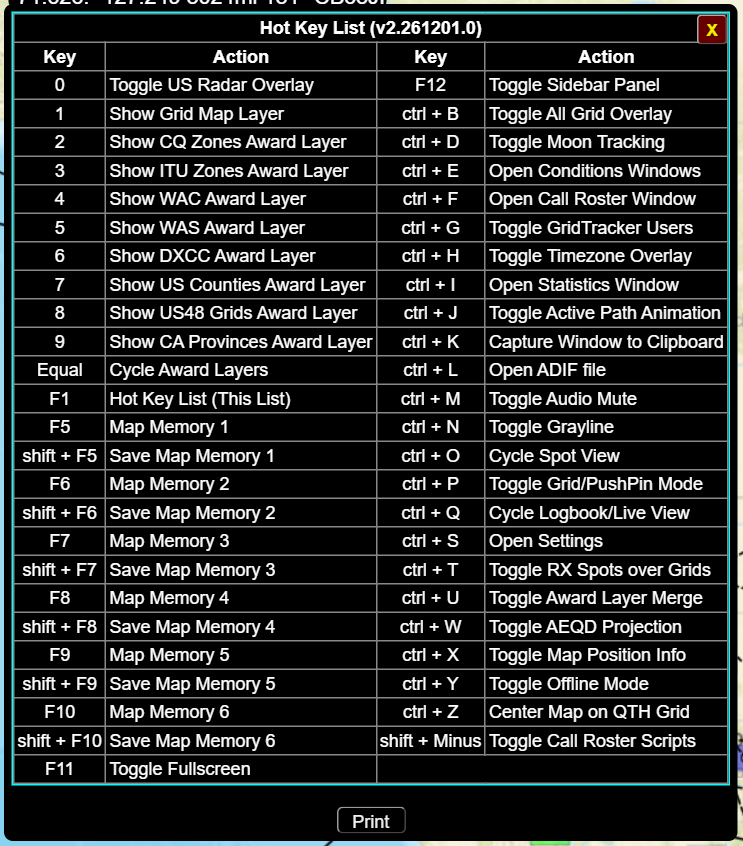 Hot Key List (v2.261201.0)
X
Key Action Key Action
0 Toggle US Radar Overlay F12 Toggle Sidebar Panel
1 Show Grid Map Layer ctrl + B Toggle All Grid Overlay
2 Show CQ Zones Award Layer ctrl + D Toggle Moon Tracking
3 Show ITU Zones Award Layer ctrl + E Open Conditions Windows
4 Show WAC Award Layer ctrl + F Open Call Roster Window
5 Show WAS Award Layer ctrl + G Toggle GridTracker Users
6 Show DXCC Award Layer ctrl + H Toggle Timezone Overlay
7 Show US Counties Award Layer ctrl + I Open Statistics Window
8 Show US48 Grids Award Layer ctrl + J Toggle Active Path Animation
9 Show CA Provinces Award Layer ctrl + K Capture Window to Clipboard
Equal Cycle Award Layers ctrl + L Open ADIF file
F1 Hot Key List (This List) ctrl + M Toggle Audio Mute
F5 Map Memory 1 ctrl + N Toggle Grayline
shift + F5 Save Map Memory 1 ctrl + O Cycle Spot View
F6 Map Memory 2 ctrl + P Toggle Grid/PushPin Mode
shift + F6 Save Map Memory 2 ctrl + Q Cycle Logbook/Live View
F7 Map Memory 3 ctrl + S Open Settings
shift + F7 Save Map Memory 3 ctrl + T Toggle RX Spots over Grids
F8 Map Memory 4 ctrl + U Toggle Award Layer Merge
shift + F8 Save Map Memory 4 ctrl + W Toggle AEQD Projection
F9 Map Memory 5 ctrl + X Toggle Map Position Info
shift + F9 Save Map Memory 5 ctrl + Y Toggle Offline Mode
F10 Map Memory 6 ctrl + Z Center Map on QTH Grid
shift + F10 Save Map Memory 6 shift + Minus Toggle Call Roster Scripts
F11 Toggle Fullscreen
Print